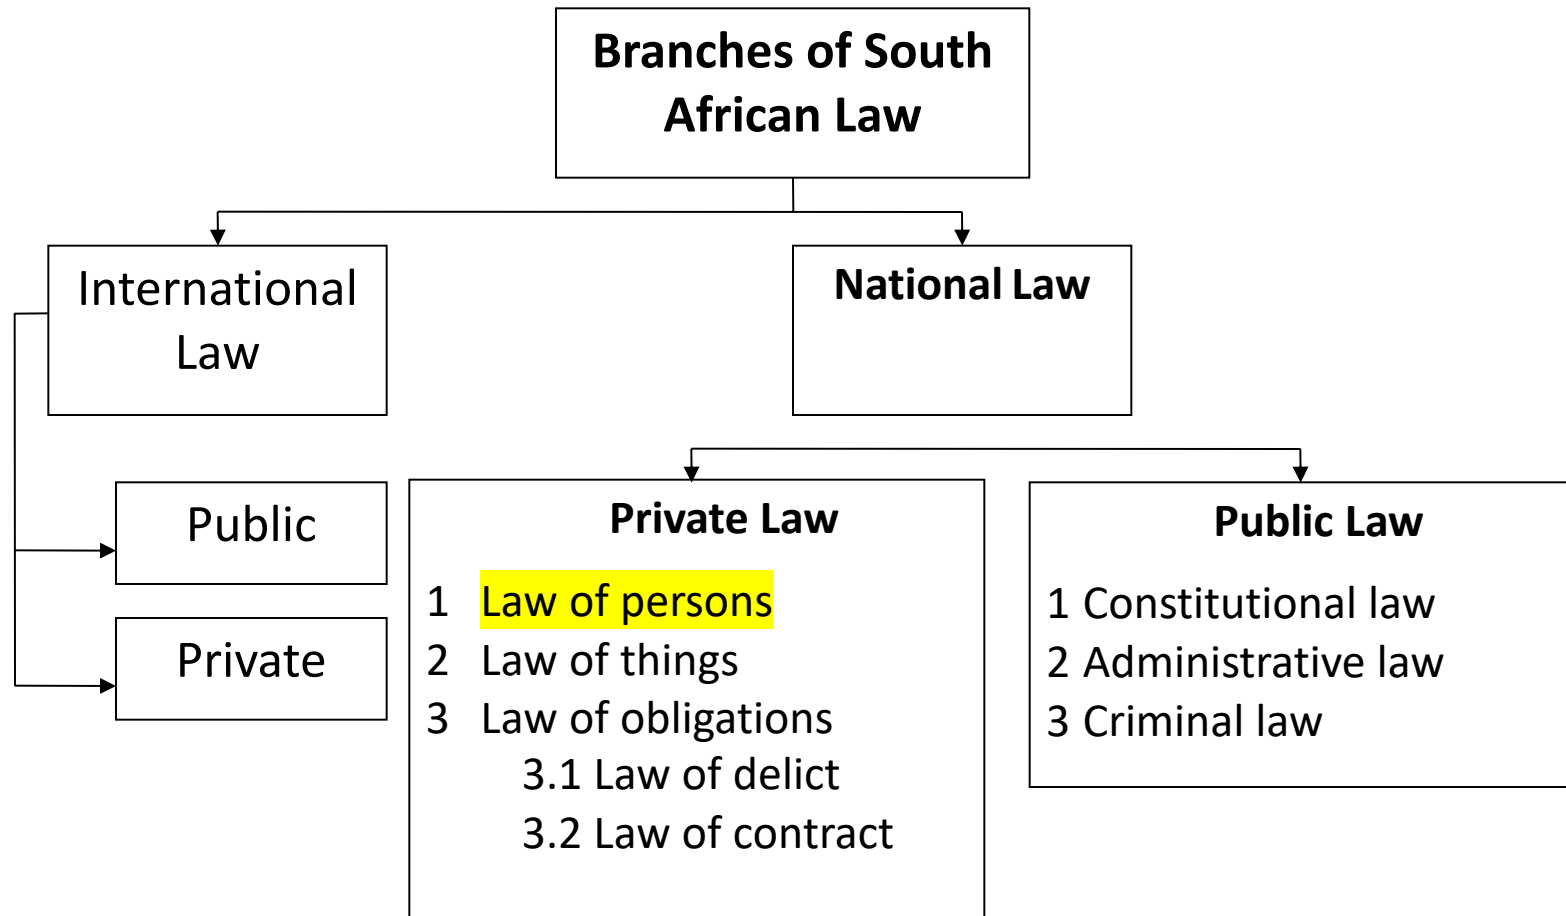 Branches of South
African Law
International
Law
National Law
Public
Private
Private Law
1 Law of persons
2 Law of things
3 Law of obligations
3.1 Law of delict
3.2 Law of contract
Public Law
1 Constitutional law
2 Administrative law
3 Criminal law